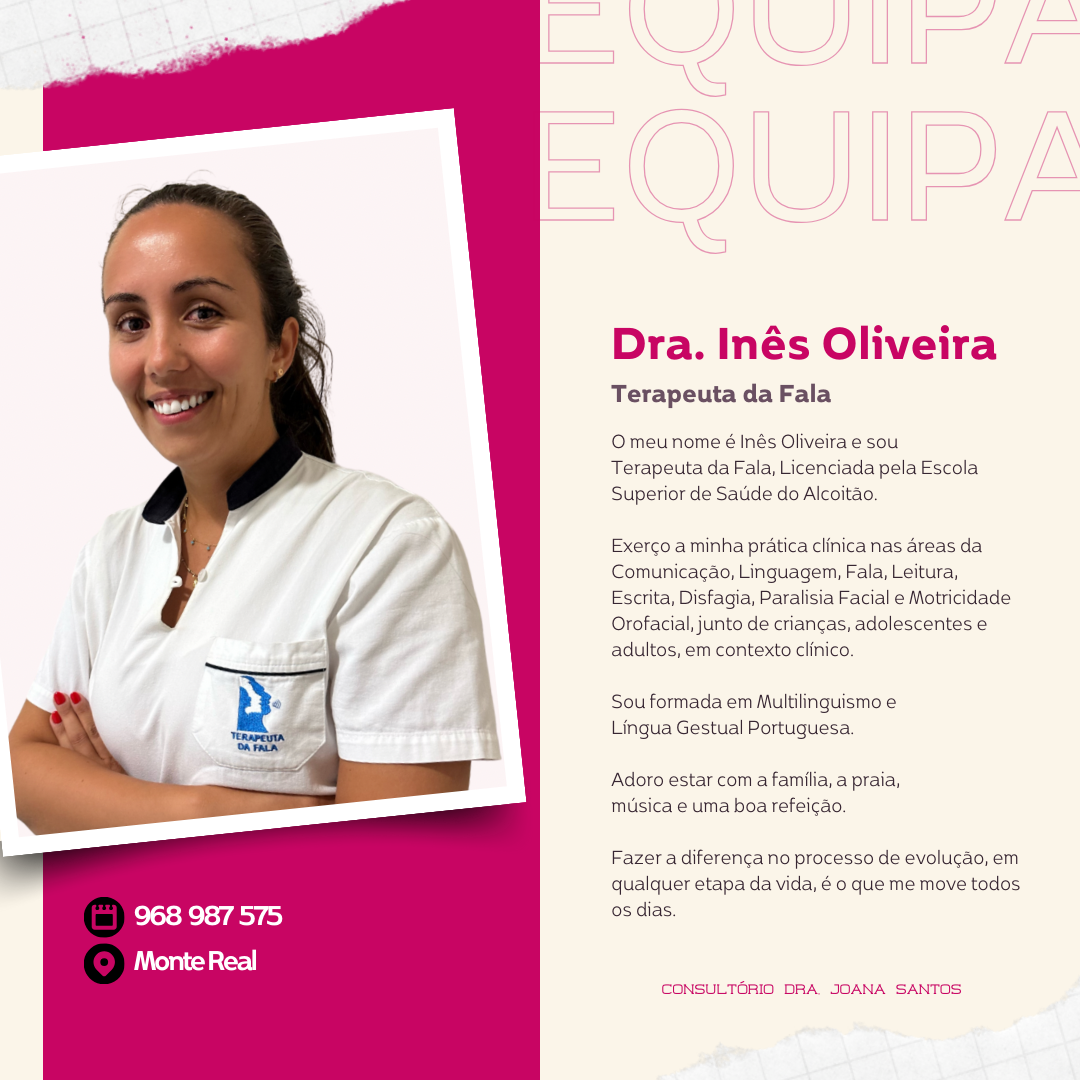 EQUIPA
EQUIPA
Dra. Inês Oliveira
Terapeuta da Fala
O meu nome é Inês Oliveira e sou
Terapeuta da Fala, Licenciada pela Escola
Superior de Saúde do Alcoitão.
Exerço a minha prática clínica nas áreas da
Comunicação, Linguagem, Fala, Leitura,
Escrita, Disfagia, Paralisia Facial e Motricidade
Orofacial, junto de crianças, adolescentes e
adultos, em contexto clínico.
Sou formada em Multilinguismo e
Língua Gestual Portuguesa.
Adoro estar com a família, a praia,
música e uma boa refeição.
Fazer a diferença no processo de evolução, em
qualquer etapa da vida, é o que me move todos
os dias.
TERAPEUTA
DA FALA
968 987 575
Monte Real
CONSULTÓRIO DRA. JOANA SANTOS